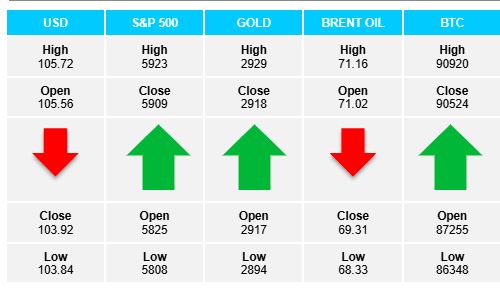 USD S&P 500 GOLD BRENT OIL BTC
High High High High High
105.72 5923 2929 71.16 90920
Open Close Close Open Close
105.56 5909 2918 71.02 90524
Close Open Open Close Open
103.92 5825 2917 69.31 87255
Low Low Low Low Low
103.84 5808 2894 68.33 86348